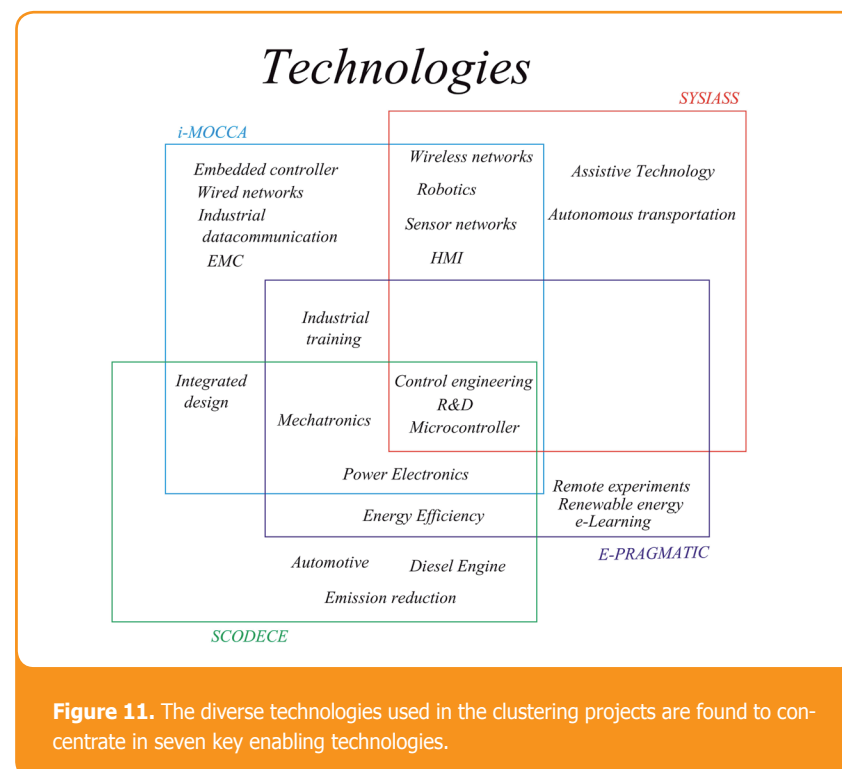 Technologies
SYSIASS
i-MOCCA
Embedded controller
Wired networks
Industrial
datacommunication
EMC
Wireless networks
Robotics
Sensor networks
HMI
Assistive Technology
Autonomous transportation
Industrial
training
Integrated
design
Mechatronics
Control engineering
R&D
Microcontroller
Power Electronics
Energy Efficiency
Remote experiments
Renewable energy
e-Learning
E-PRAGMATIC
Automotive
Diesel Engine
Emission reduction
SCODECE
Figure 11. The diverse technologies used in the clustering projects are found to con-
centrate in seven key enabling technologies.